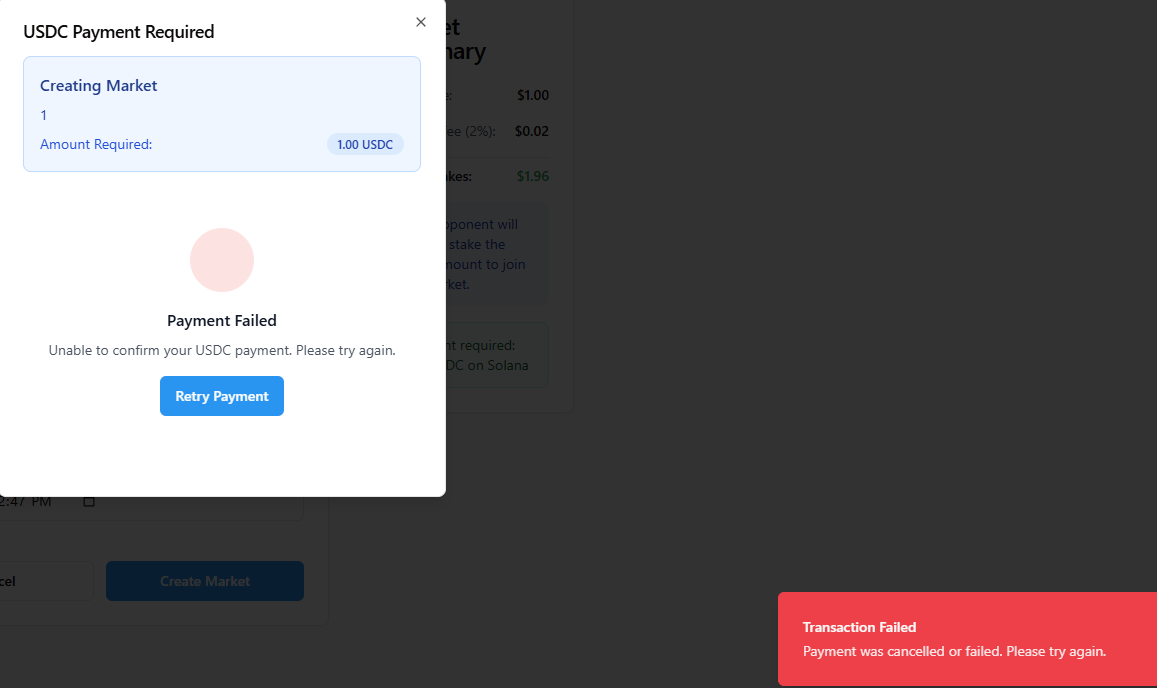 USDC Payment Required
Creating Market
1
Amount Required:
1.00 USDC
Payment Failed
Unable to confirm your USDC payment. Please try again.
Retry Payment
et
nary
e:
$1.00
ee (2%):
$0.02
kes:
$1.96
ponent will
stake the
mount to join
ket.
nt required:
DC on Solana
2:47 PM
cel
Create Market
Transaction Failed
Payment was cancelled or failed. Please try again.